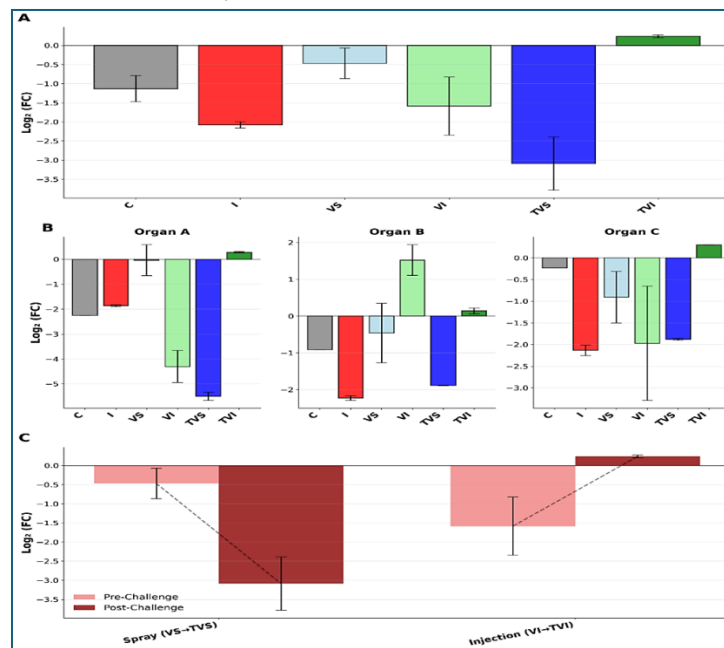 A
Log₂ (FC)
0.0
−0.5
−1.0
−1.5
−2.0
−2.5
−3.0
−3.5
C I VS VI TVS TVI
B
Organ A
Log₂ (FC)
0
−1
−2
−3
−4
−5
C I VS VI TVS TVI
Organ B
2
1
0
−1
−2
C I VS VI TVS TVI
Organ C
0.0
−0.5
−1.0
−1.5
−2.0
−2.5
−3.0
C I VS VI TVS TVI
C
Log₂ (FC)
0.0
−0.5
−1.0
−1.5
−2.0
−2.5
−3.0
−3.5
Pre-Challenge
Post-Challenge
Spray (VS→TVS)
Injection (VI→TVI)